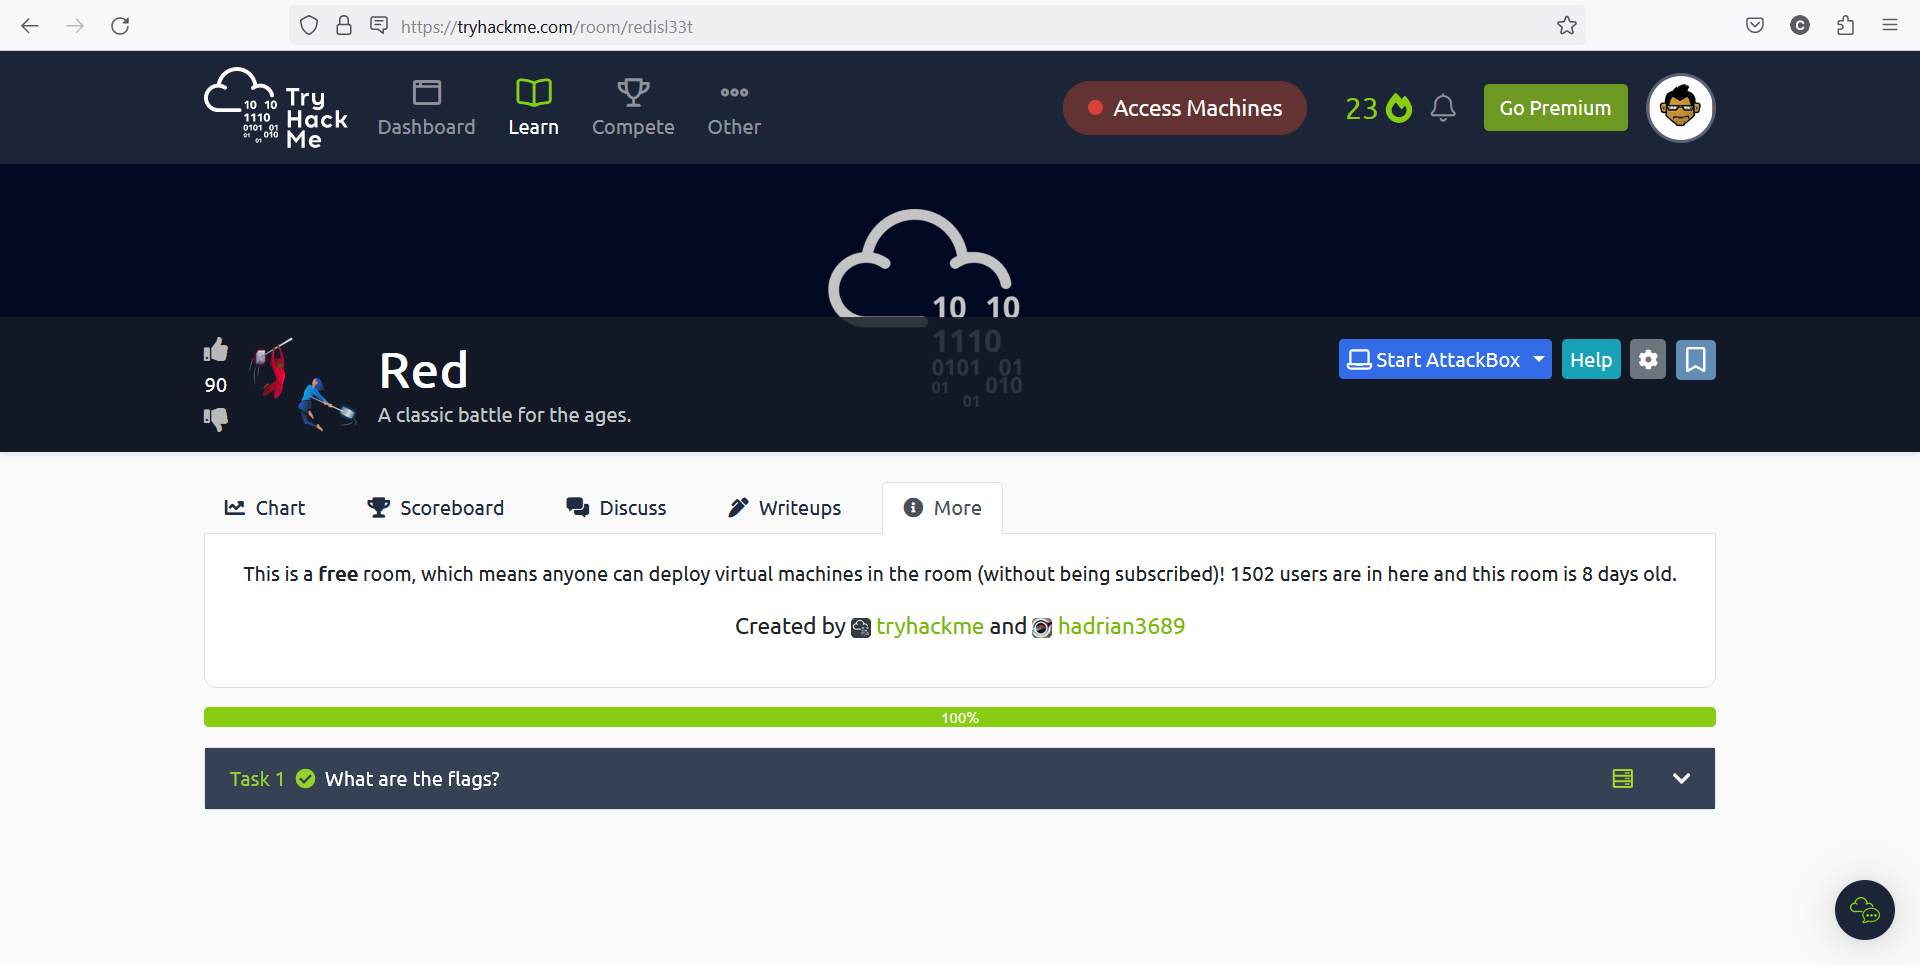 https://tryhackme.com/room/redisl33t
C
10 10
1110
0101 01
01 010
01
Try
Hack
Me
Dashboard
Learn
Compete
Other
Access Machines
23
Go Premium
10 10
1110
0101 01
01 010
01
90
Red
A classic battle for the ages.
Start AttackBox
Help
Chart
Scoreboard
Discuss
Writeups
More
This is a free room, which means anyone can deploy virtual machines in the room (without being subscribed)! 1502 users are in here and this room is 8 days old.
Created by tryhackme and hadrian3689
100%
Task 1 What are the flags?